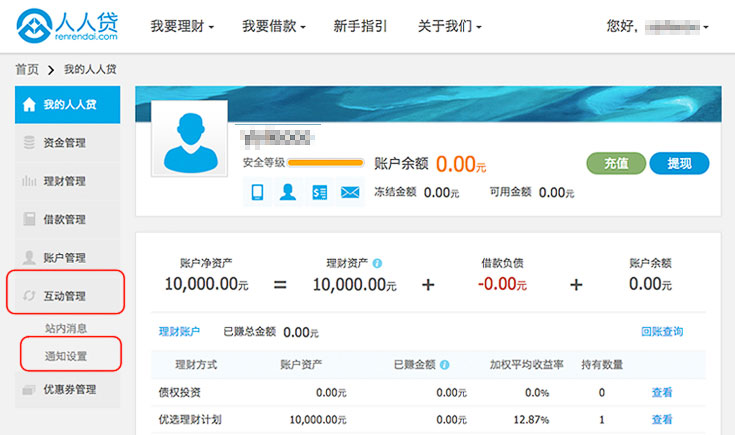 人人贷
renrendai.com
我要理财 我要借款 新手指引 关于我们 您好,
首页 > 我的人人贷
我的人人贷
资金管理
理财管理
借款管理
账户管理
互动管理
站内消息
通知设置
优惠券管理
安全等级 账户余额 0.00元 充值 提现
冻结金额 0.00元 可用金额 0.00元
账户净资产 理财资产 借款负债 账户余额
10,000.00元 = 10,000.00元 + -0.00元 + 0.00元
理财账户 已赚总金额 0.00元 回账查询
理财方式 账户资产 已赚金额 加权平均收益率 持有数量
债权投资 0.00元 0.00元 0.0% 0 查看
优选理财计划 10,000.00元 0.00元 12.87% 1 查看